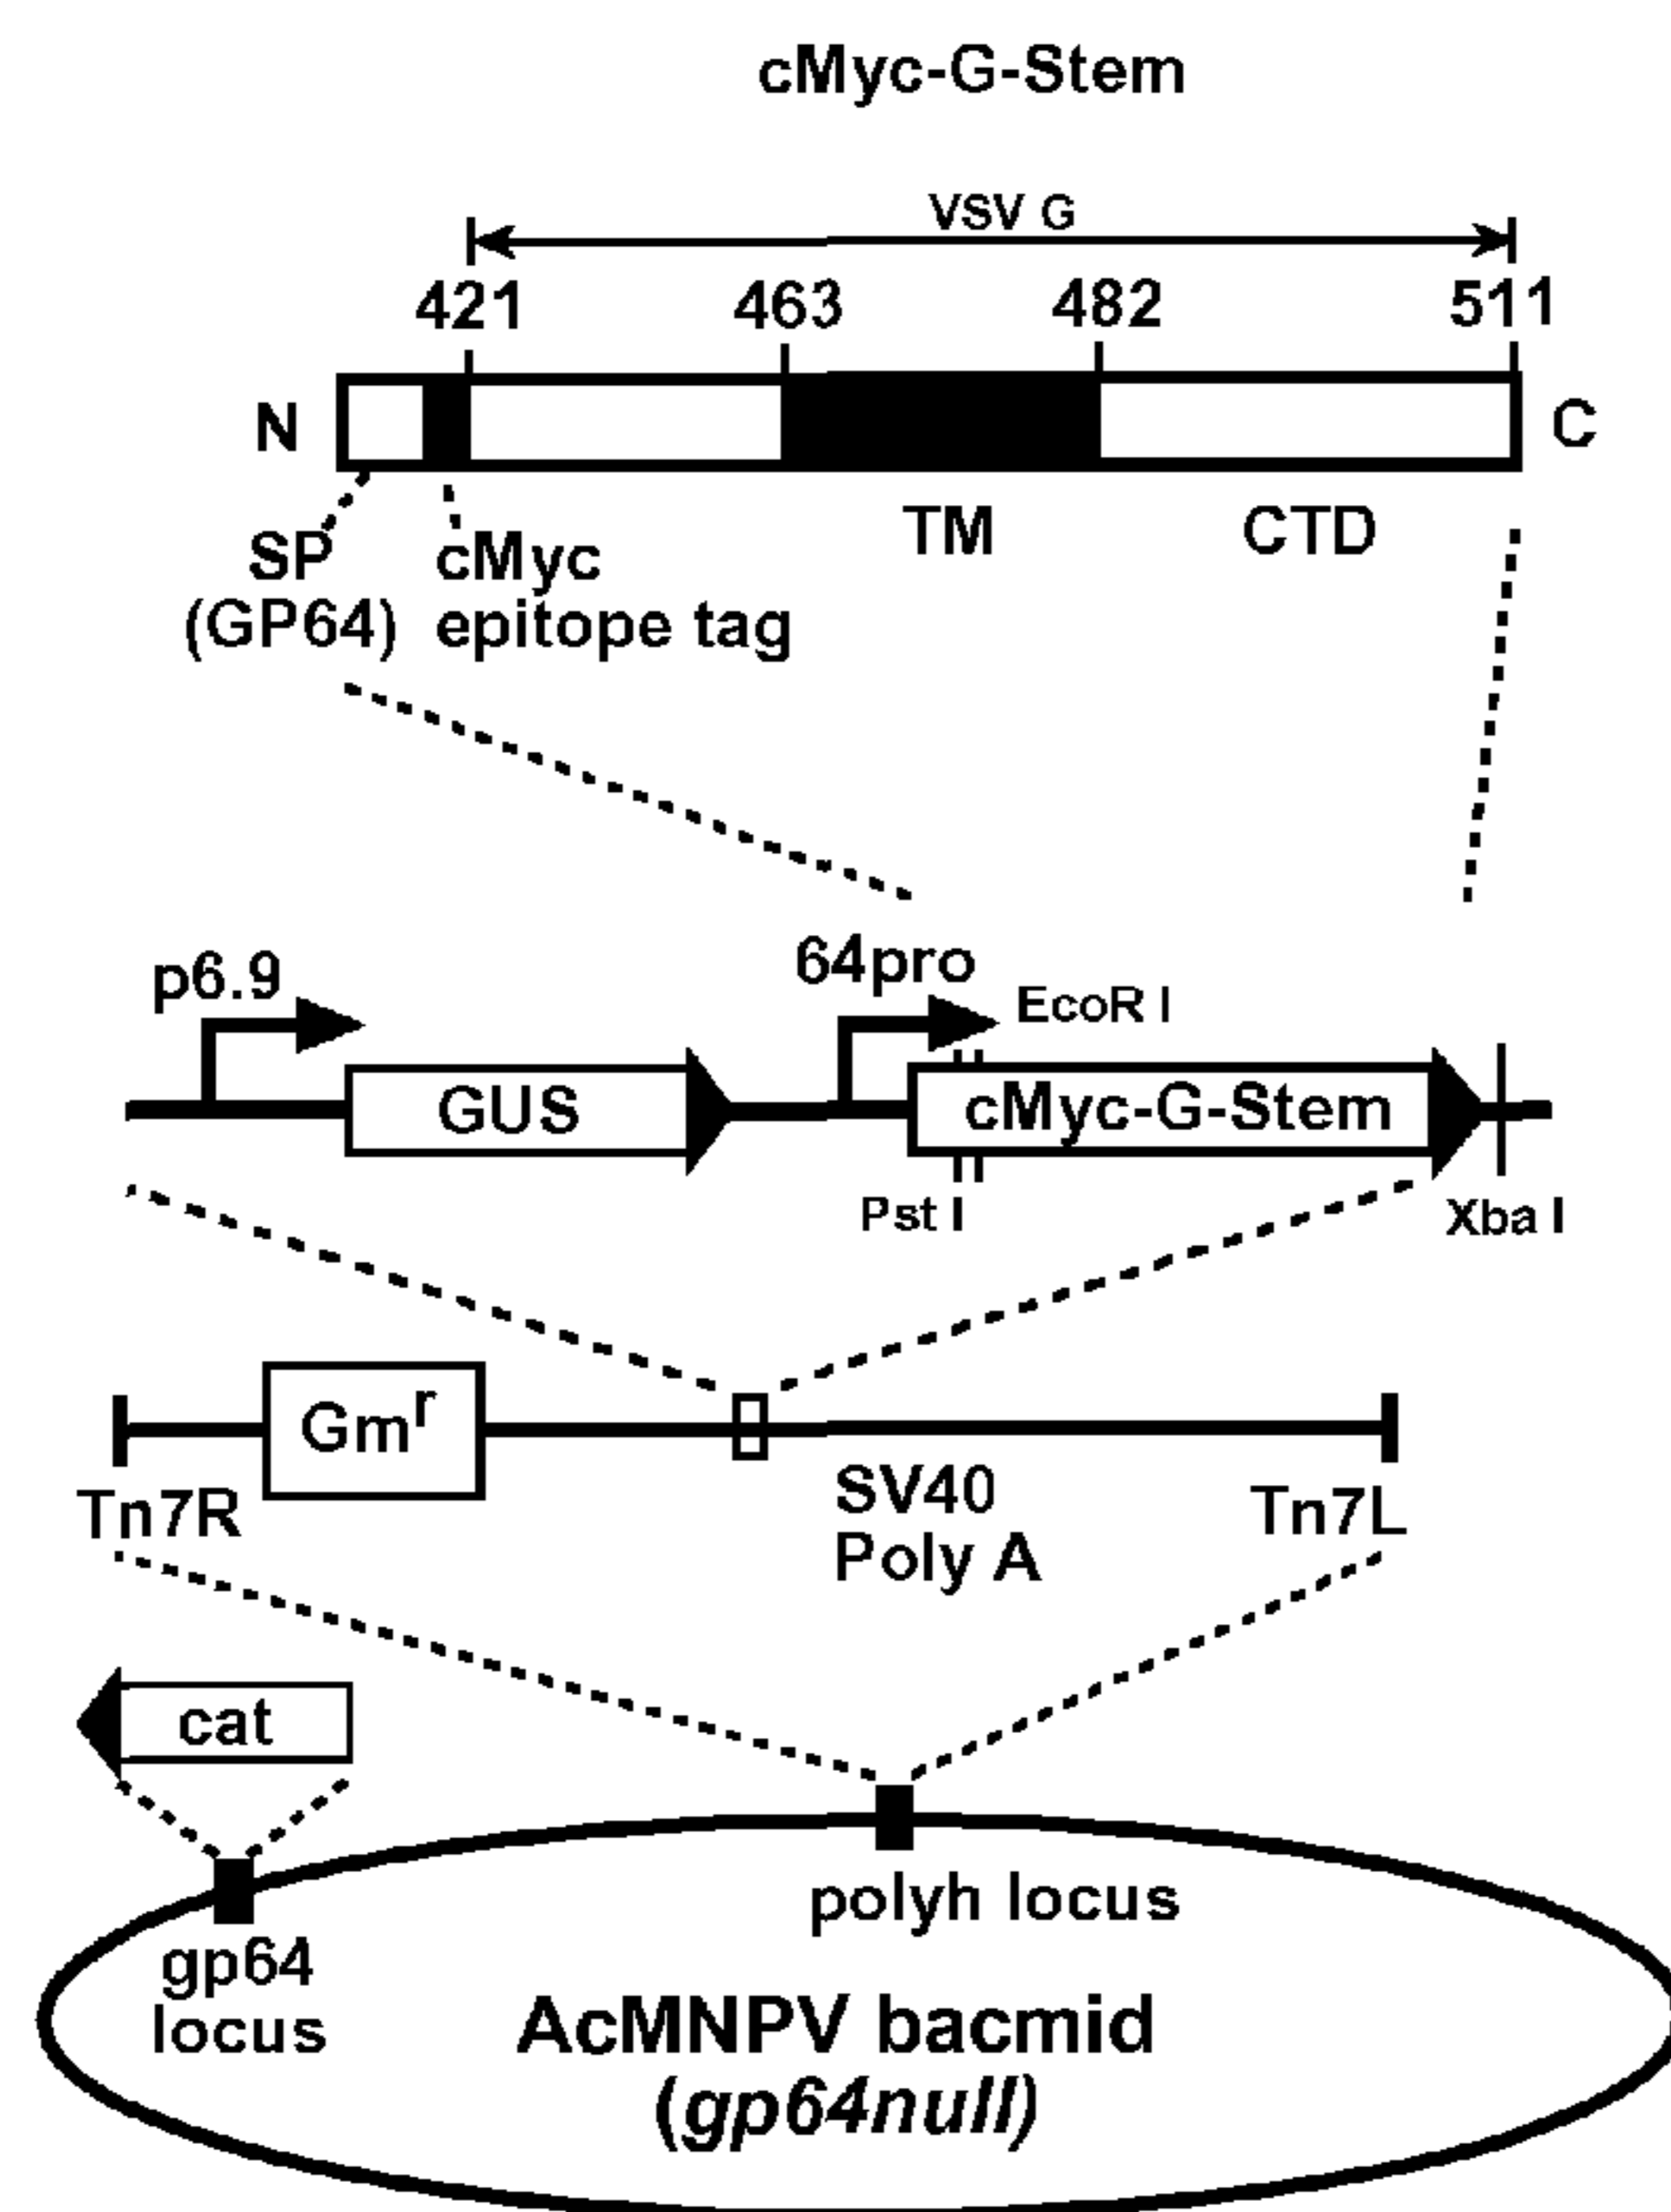 cMyc-G-Stem
VSV G
421 463 482 511
N C
SP cMyc TM CTD
(GP64) epitope tag
p6.9 64pro EcoR I
GUS cMyc-G-Stem
Pst I Xba I
Gmr
Tn7R SV40 Tn7L
Poly A
cat
polyh locus
gp64
locus
AcMNPV bacmid
(gp64null)